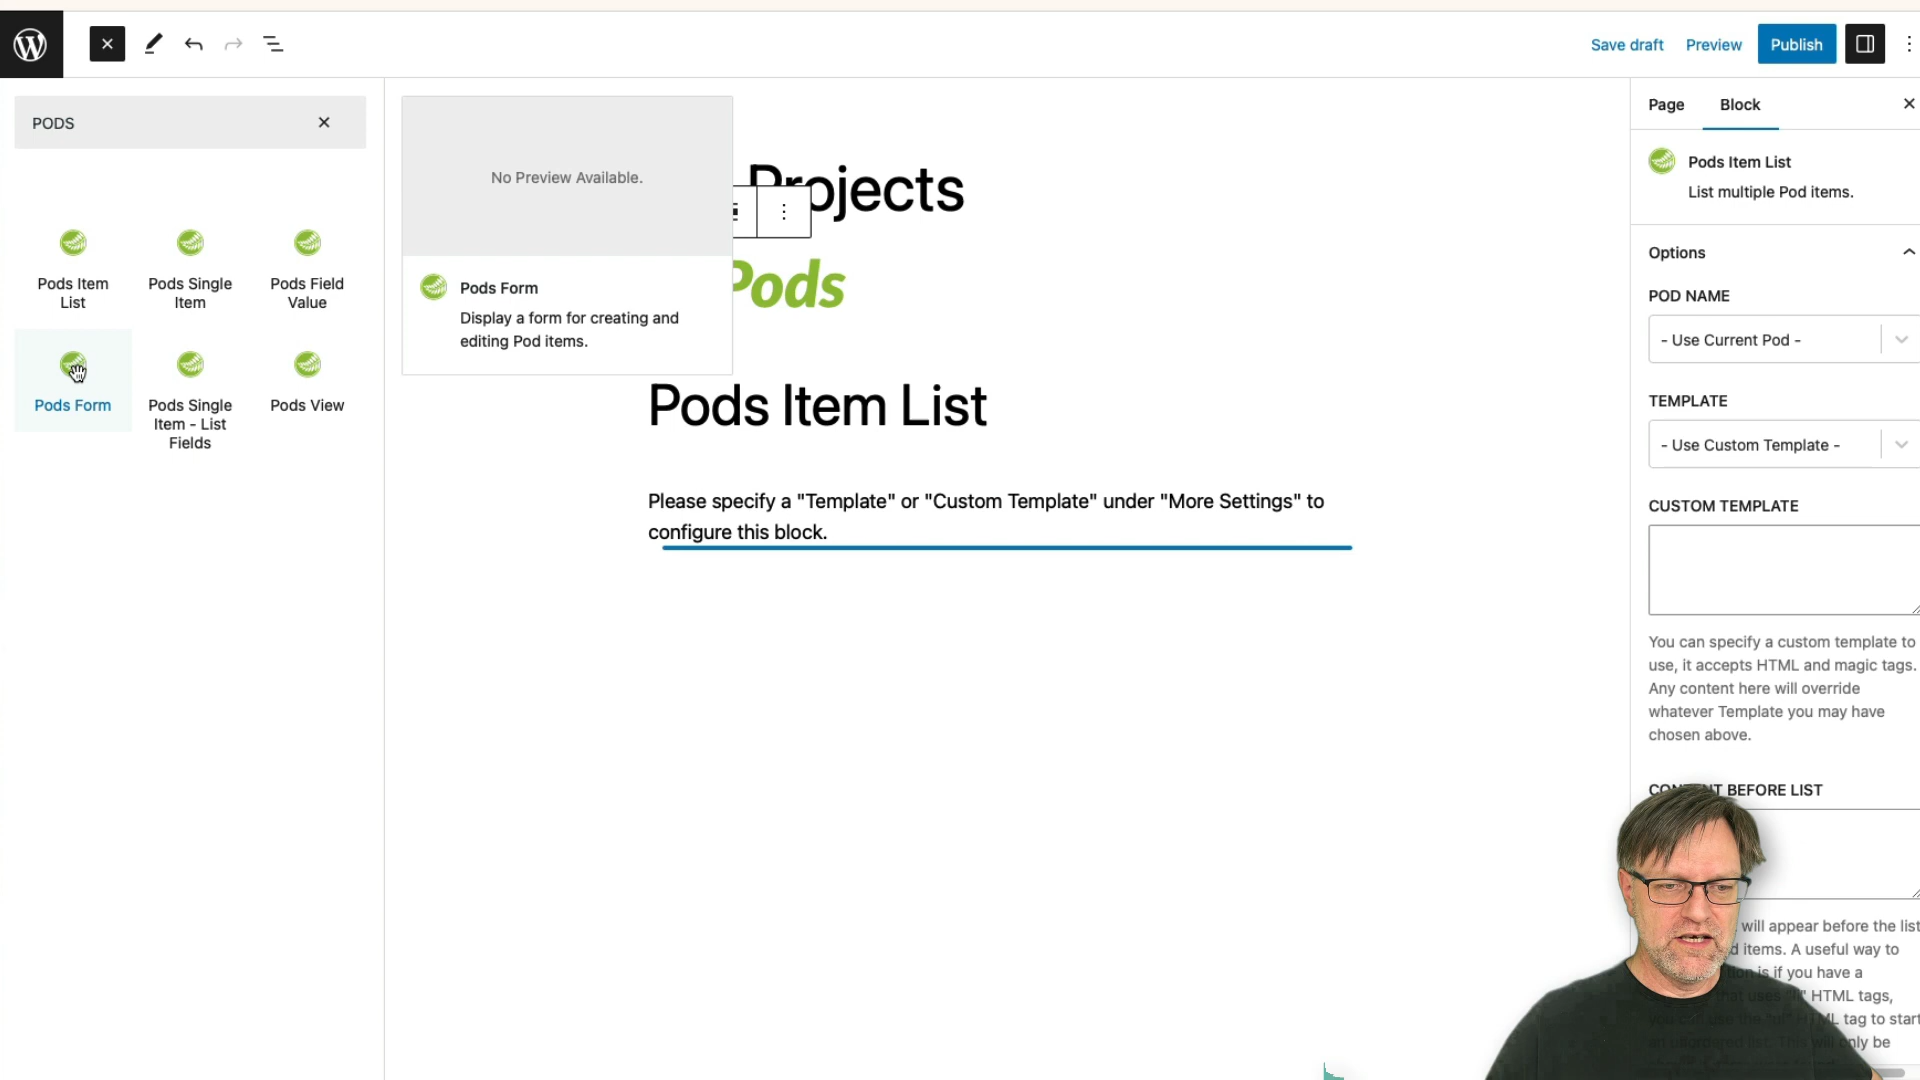 Save draft
Preview
Publish
PODS
Pods Item
List
Pods Single
Item
Pods Field
Value
Pods Form
Pods Single
Item - List
Fields
Pods View
No Preview Available.
Pods Form
Display a form for creating and
editing Pod items.
Projects
Pods
Pods Item List
Please specify a "Template" or "Custom Template" under "More Settings" to
configure this block.
Page
Block
Pods Item List
List multiple Pod items.
Options
POD NAME
- Use Current Pod -
TEMPLATE
- Use Custom Template -
CUSTOM TEMPLATE
You can specify a custom template to
use, it accepts HTML and magic tags.
Any content here will override
whatever Template you may have
chosen above.
BEFORE LIST
will appear before the list
items. A useful way to
is if you have a
HTML tags,
HTML tag to start
only be